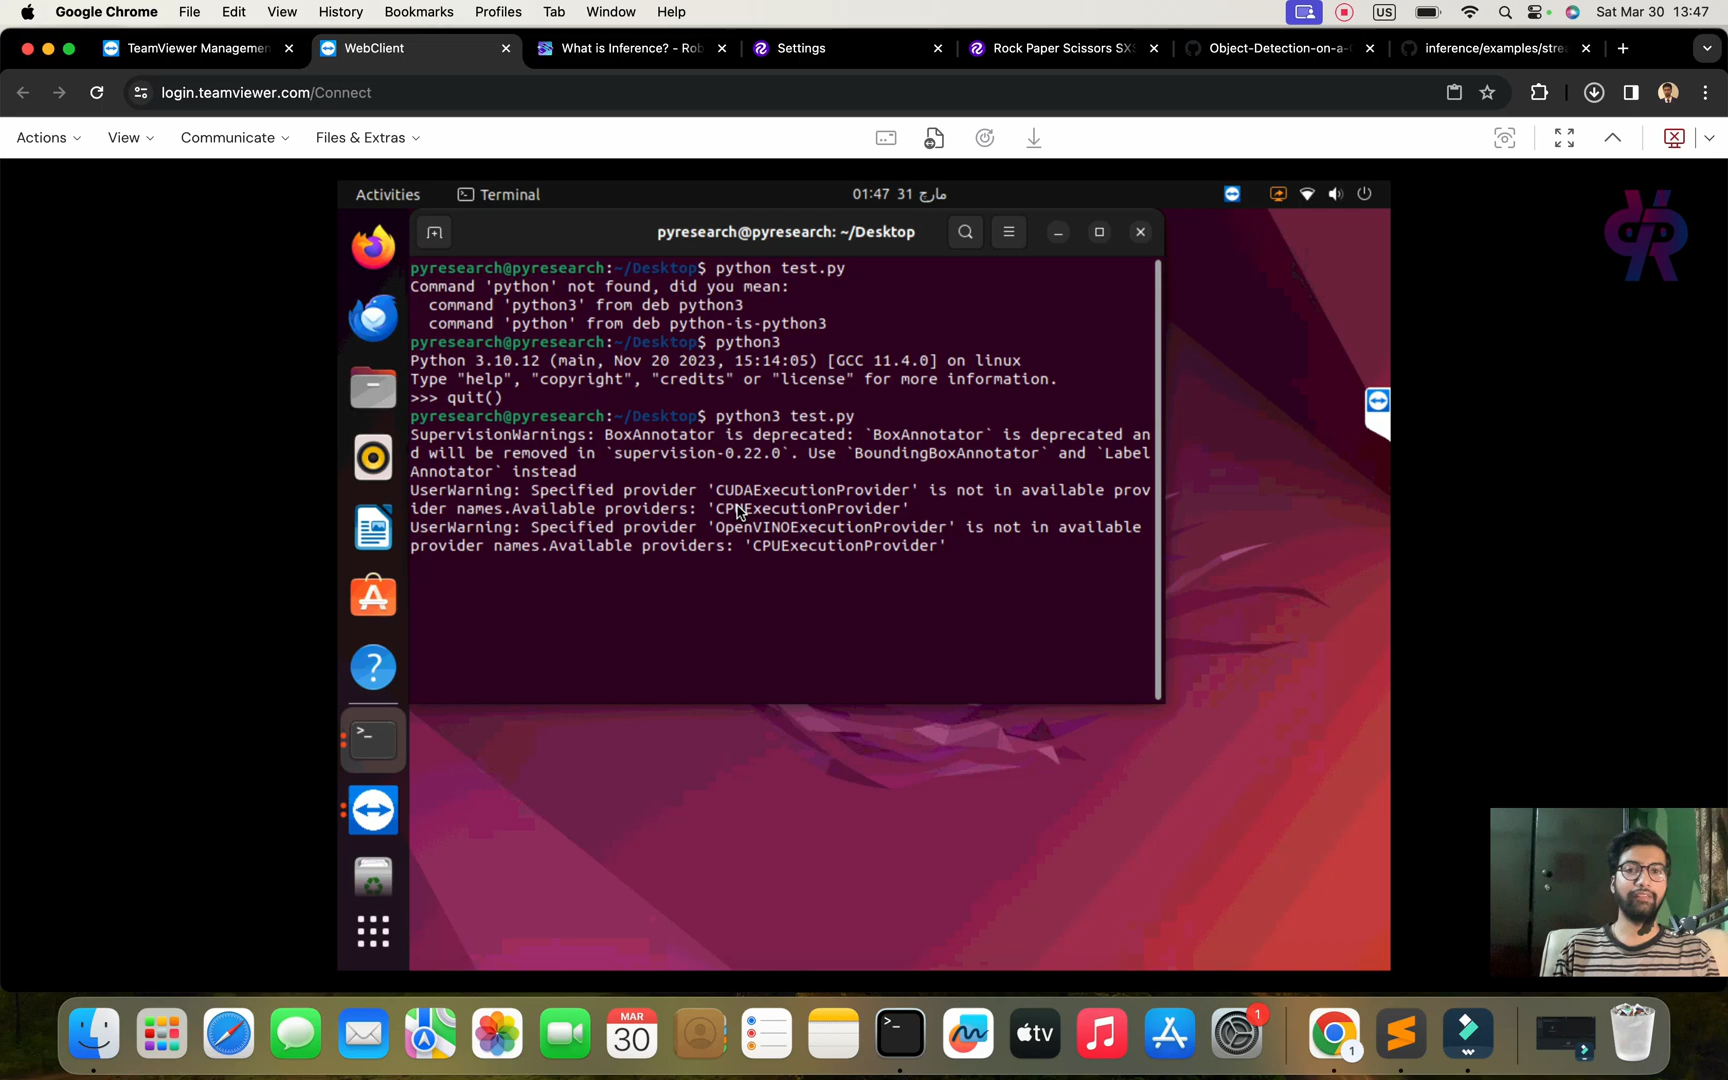 Google Chrome File Edit View History Bookmarks Profiles Tab Window Help US Sat Mar 30 13:47
TeamViewer Managemen WebClient What is Inference? - Rob Settings Rock Paper Scissors SXS Object-Detection-on-a- inference/examples/stre
login.teamviewer.com/Connect
Actions View Communicate Files & Extras
Activities Terminal 01:47 31 مارچ
pyresearch@pyresearch: ~/Desktop
pyresearch@pyresearch:~/Desktop$ python test.py
Command 'python' not found, did you mean:
command 'python3' from deb python3
command 'python' from deb python-is-python3
pyresearch@pyresearch:~/Desktop$ python3
Python 3.10.12 (main, Nov 20 2023, 15:14:05) [GCC 11.4.0] on linux
Type "help", "copyright", "credits" or "license" for more information.
>>> quit()
pyresearch@pyresearch:~/Desktop$ python3 test.py
SupervisionWarnings: BoxAnnotator is deprecated: `BoxAnnotator` is deprecated an
d will be removed in `supervision-0.22.0`. Use `BoundingBoxAnnotator` and `Label
Annotator` instead
UserWarning: Specified provider 'CUDAExecutionProvider' is not in available prov
ider names.Available providers: 'CPUExecutionProvider'
UserWarning: Specified provider 'OpenVINOExecutionProvider' is not in available
provider names.Available providers: 'CPUExecutionProvider'
MAR
30
tv
1
1